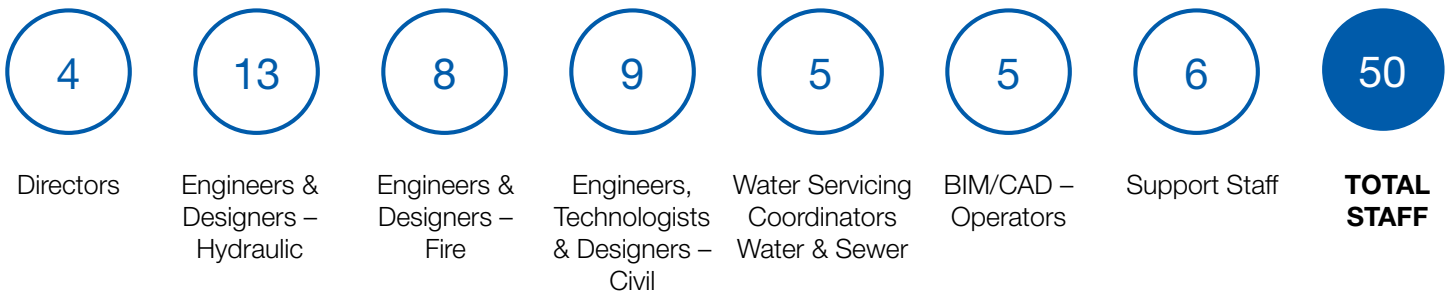 4
13
8
9
5
5
6
50
Directors
Engineers &
Designers –
Hydraulic
Engineers &
Designers –
Fire
Engineers,
Technologists
& Designers –
Civil
Water Servicing
Coordinators
Water & Sewer
BIM/CAD –
Operators
Support Staff
TOTAL
STAFF